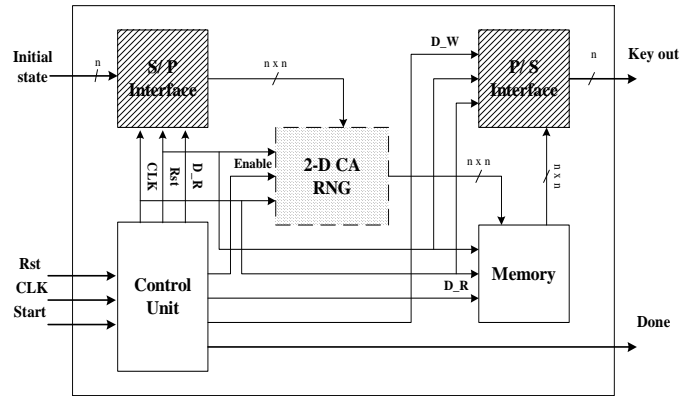 D_W
n
n x n
n
Initial
state
S/ P
Interface
P/ S
Interface
Key out
CLK
Rst
D_R
Enable
2-D CA
RNG
n x n
n x n
Rst
CLK
Start
Control
Unit
D_R
Memory
Done